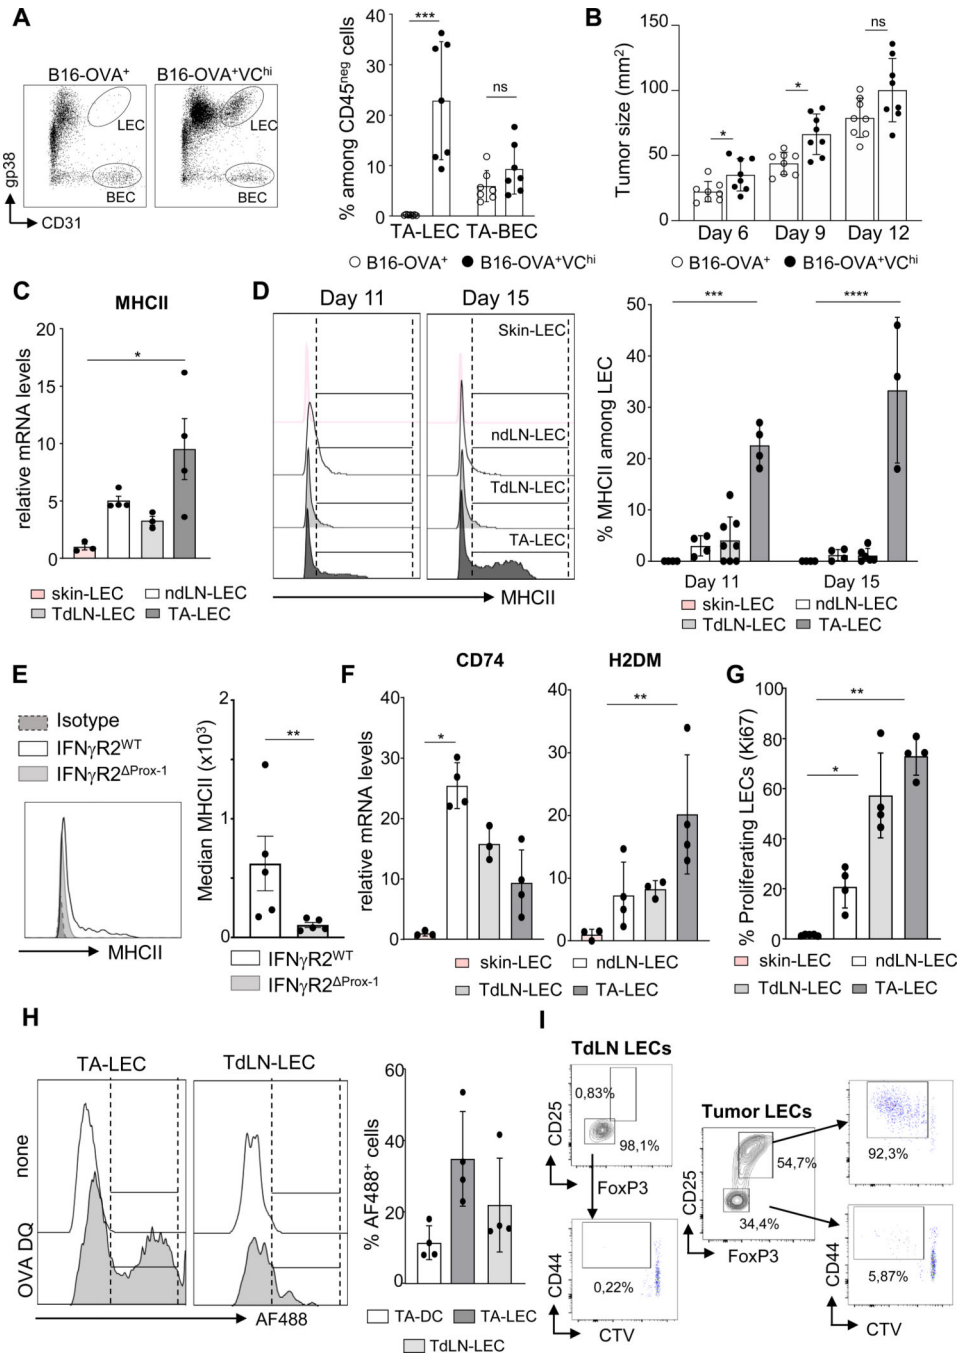 A
B16-OVA⁺
B16-OVA⁺VCʰⁱ
LEC
LEC
BEC
BEC
gp38
CD31
% among CD45ⁿᵉᵍ cells
40
30
20
10
0
***
ns
TA-LEC
TA-BEC
B16-OVA⁺
B16-OVA⁺VCʰⁱ
B
Tumor size (mm²)
150
100
50
0
*
*
ns
Day 6
Day 9
Day 12
B16-OVA⁺
B16-OVA⁺VCʰⁱ
C
MHCII
relative mRNA levels
20
15
10
5
0
*
skin-LEC
ndLN-LEC
TdLN-LEC
TA-LEC
D
Day 11
Day 15
Skin-LEC
ndLN-LEC
TdLN-LEC
TA-LEC
MHCII
% MHCII among LEC
50
40
30
20
10
0
***
****
Day 11
Day 15
skin-LEC
ndLN-LEC
TdLN-LEC
TA-LEC
E
Isotype
IFNγR2ᵂᵀ
IFNγR2ᐃᴾʳᵒˣ⁻¹
MHCII
Median MHCII (x10³)
2
1
0
**
IFNγR2ᵂᵀ
IFNγR2ᐃᴾʳᵒˣ⁻¹
F
CD74
relative mRNA levels
40
30
20
10
0
*
H2DM
40
30
20
10
0
**
skin-LEC
ndLN-LEC
TdLN-LEC
TA-LEC
G
% Proliferating LECs (Ki67)
100
80
60
40
20
0
*
**
skin-LEC
ndLN-LEC
TdLN-LEC
TA-LEC
H
TA-LEC
TdLN-LEC
none
OVA DQ
AF488
% AF488⁺ cells
60
40
20
0
TA-DC
TA-LEC
TdLN-LEC
I
TdLN LECs
0,83%
98,1%
CD25
FoxP3
0,22%
CD44
CTV
Tumor LECs
54,7%
34,4%
CD25
FoxP3
92,3%
5,87%
CD44
CTV